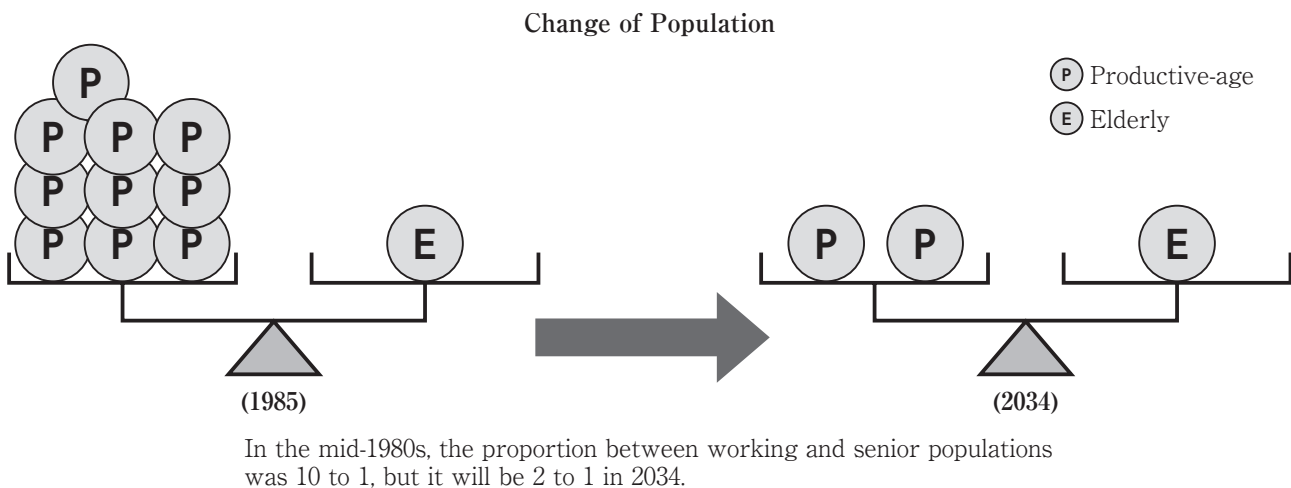 Change of Population
P Productive-age
E Elderly
P
P P P
P P P
P P P
E
P P
E
(1985)
(2034)
In the mid-1980s, the proportion between working and senior populations
was 10 to 1, but it will be 2 to 1 in 2034.